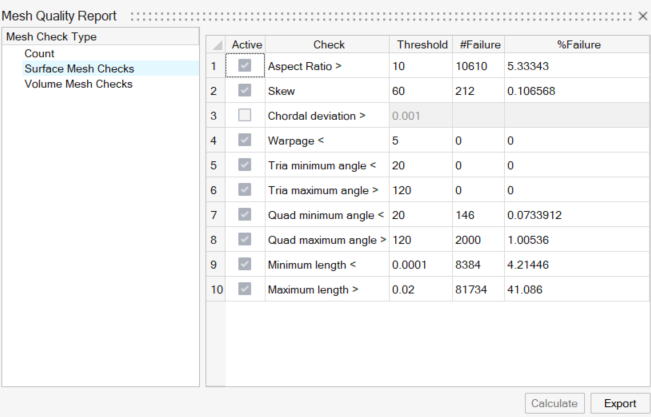 Mesh Quality Report
Mesh Check Type
Count
Surface Mesh Checks
Volume Mesh Checks
Active Check Threshold #Failure %Failure
1 Aspect Ratio > 10 10610 5.33343
2 Skew 60 212 0.106568
3 Chordal deviation > 0.001
4 Warpage < 5 0 0
5 Tria minimum angle < 20 0 0
6 Tria maximum angle > 120 0 0
7 Quad minimum angle < 20 146 0.0733912
8 Quad maximum angle > 120 2000 1.00536
9 Minimum length < 0.0001 8384 4.21446
10 Maximum length > 0.02 81734 41.086
Calculate Export